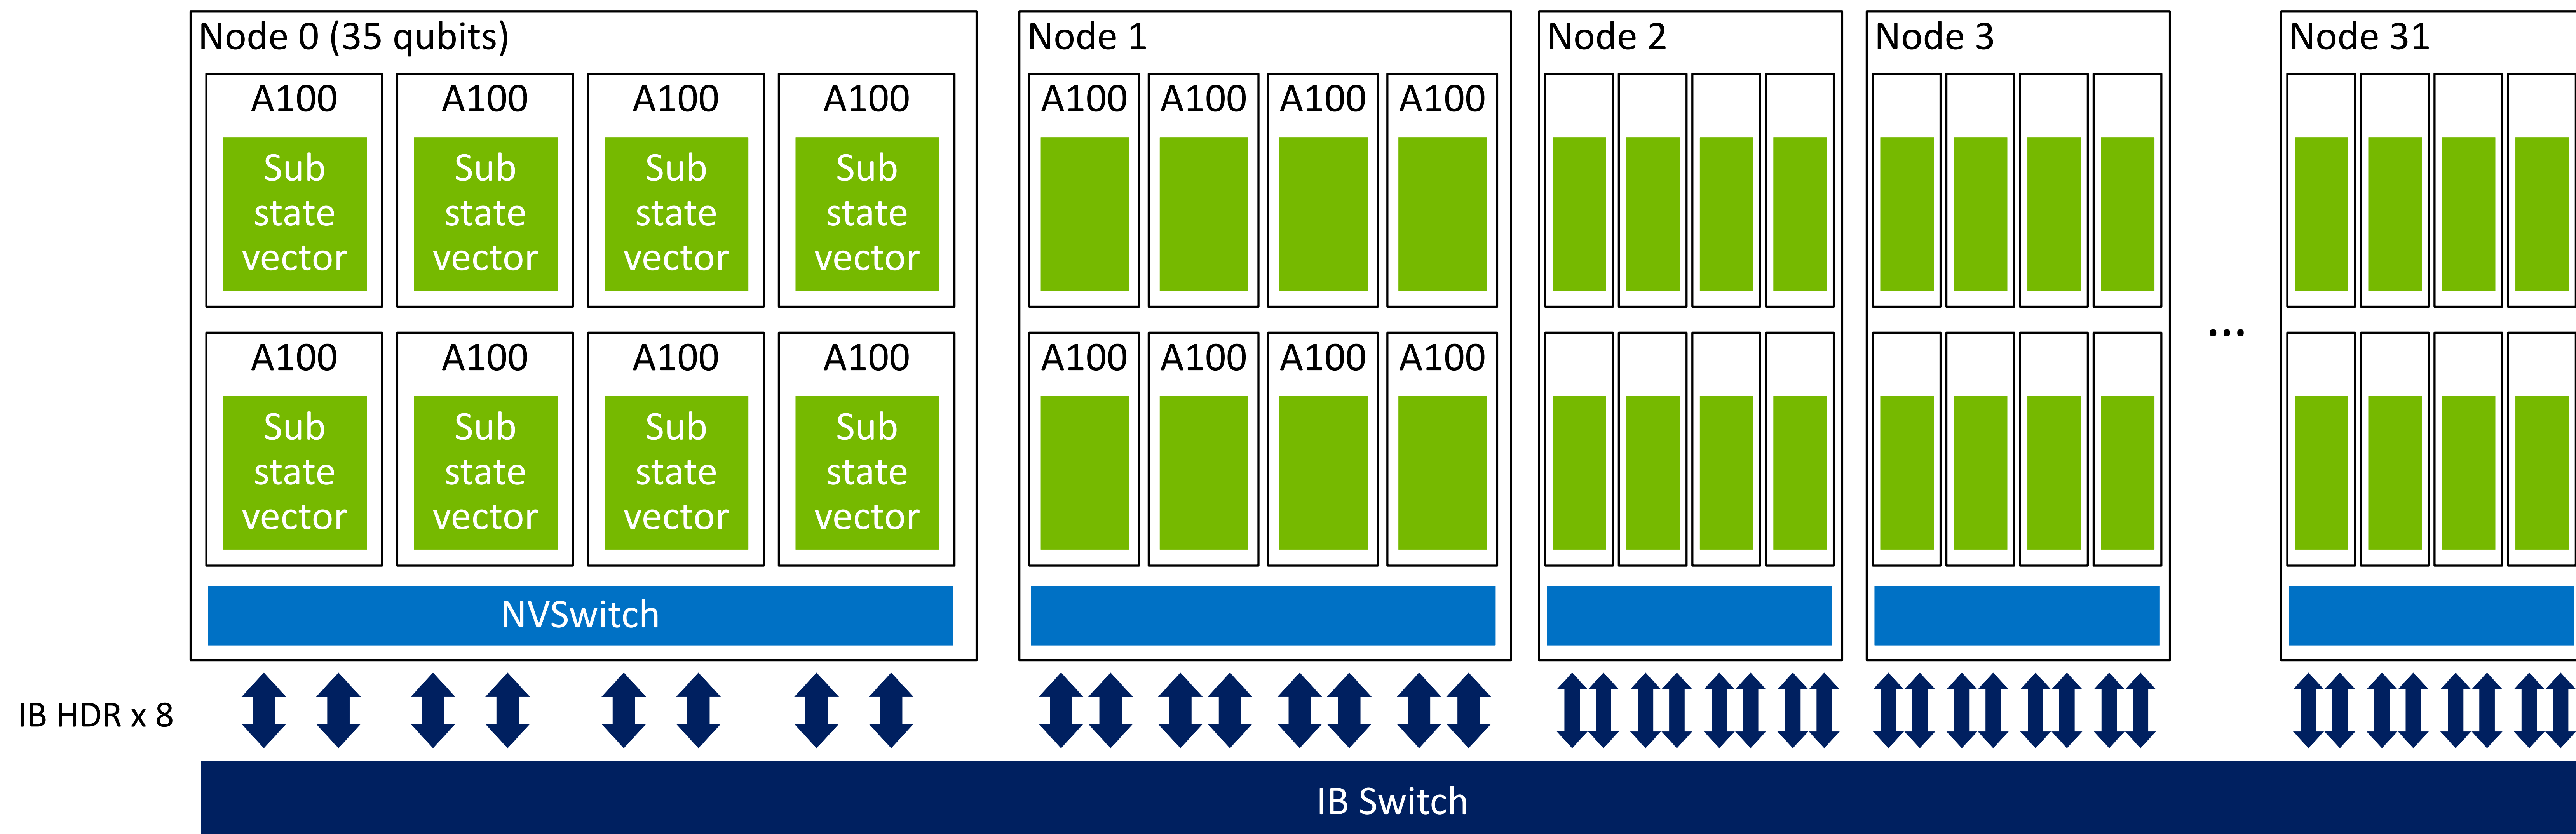 Node 0 (35 qubits)
A100 A100 A100 A100
Sub Sub Sub Sub
state state state state
vector vector vector vector
A100 A100 A100 A100
Sub Sub Sub Sub
state state state state
vector vector vector vector
NVSwitch
Node 1
A100 A100 A100 A100
A100 A100 A100 A100
Node 2
Node 3
...
Node 31
IB HDR x 8
IB Switch